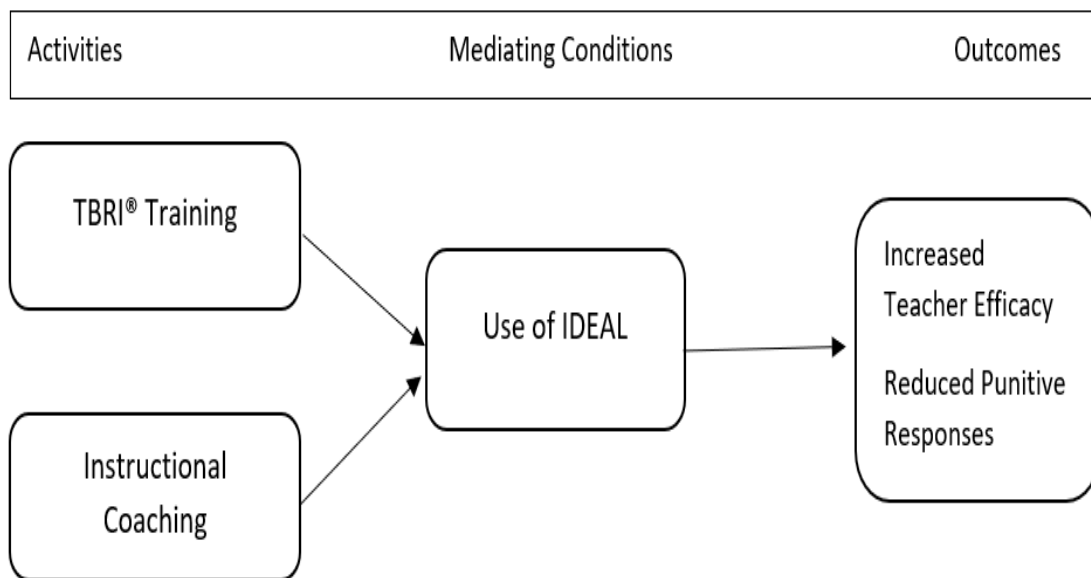 Activities Mediating Conditions Outcomes
TBRI® Training
Instructional
Coaching
Use of IDEAL
Increased
Teacher Efficacy
Reduced Punitive
Responses